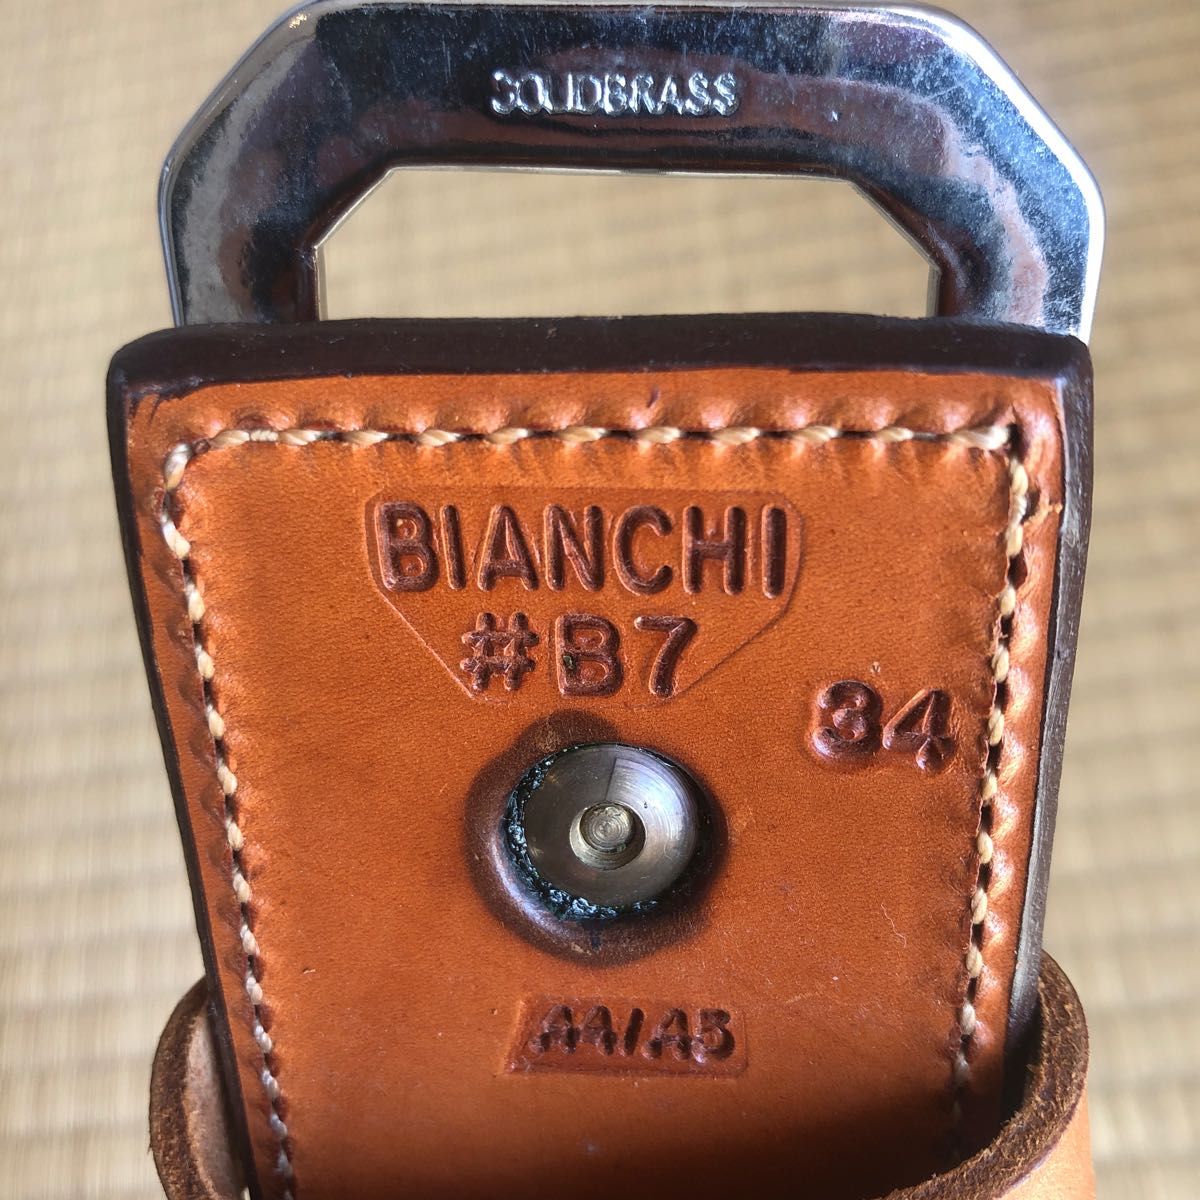 SOLIDBRASS
BIANCHI
#B7
34
A4/A5